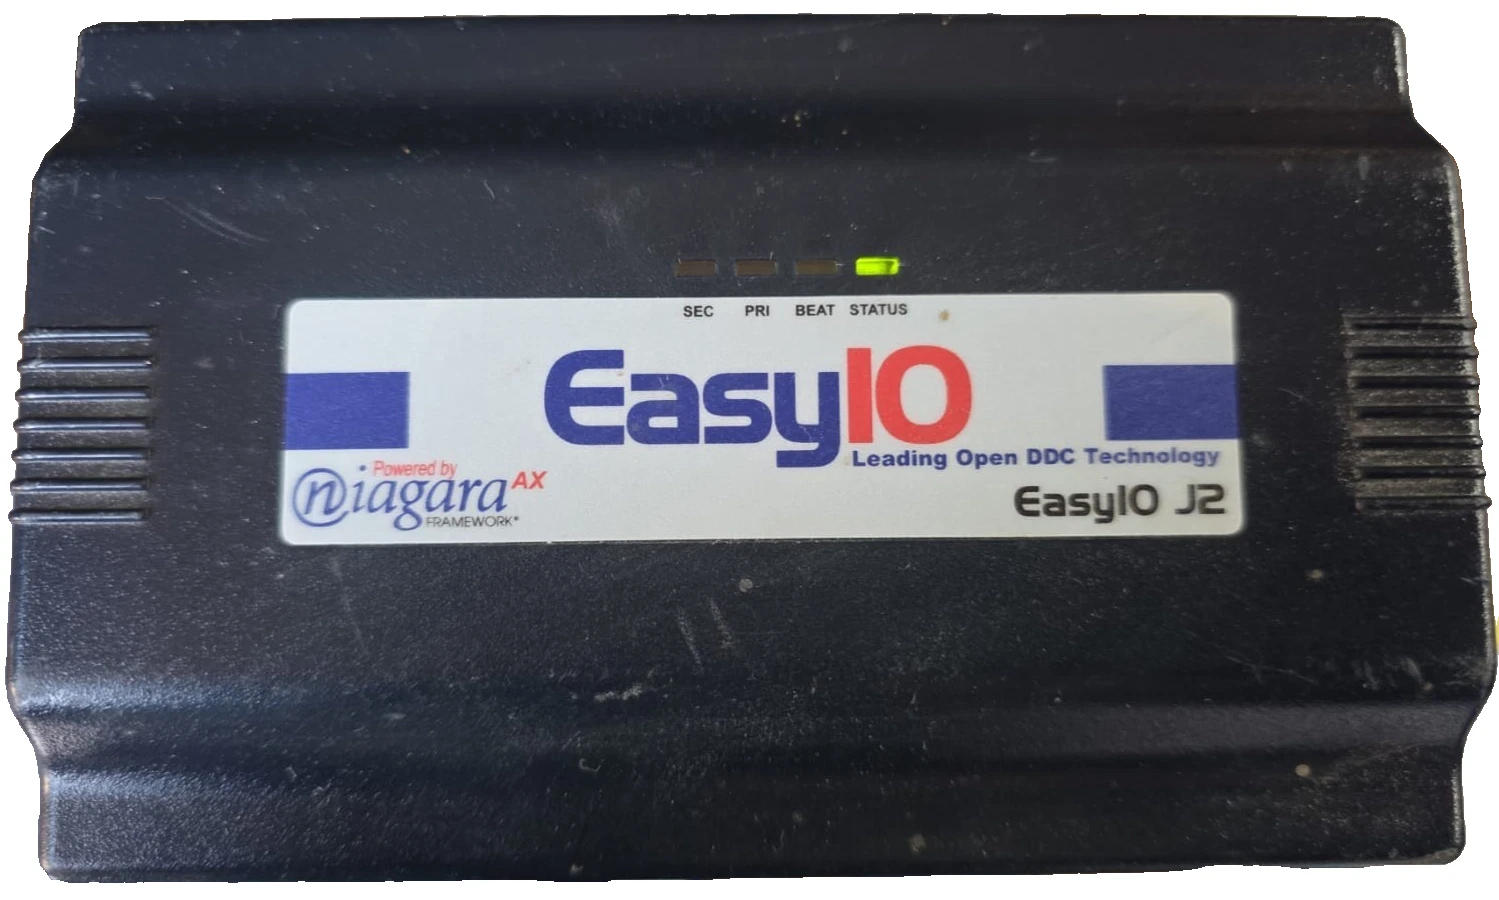 SEC PRI BEAT STATUS
EasyIO
Leading Open DDC Technology
Powered by
niagara AX
FRAMEWORK®
EasyIO J2